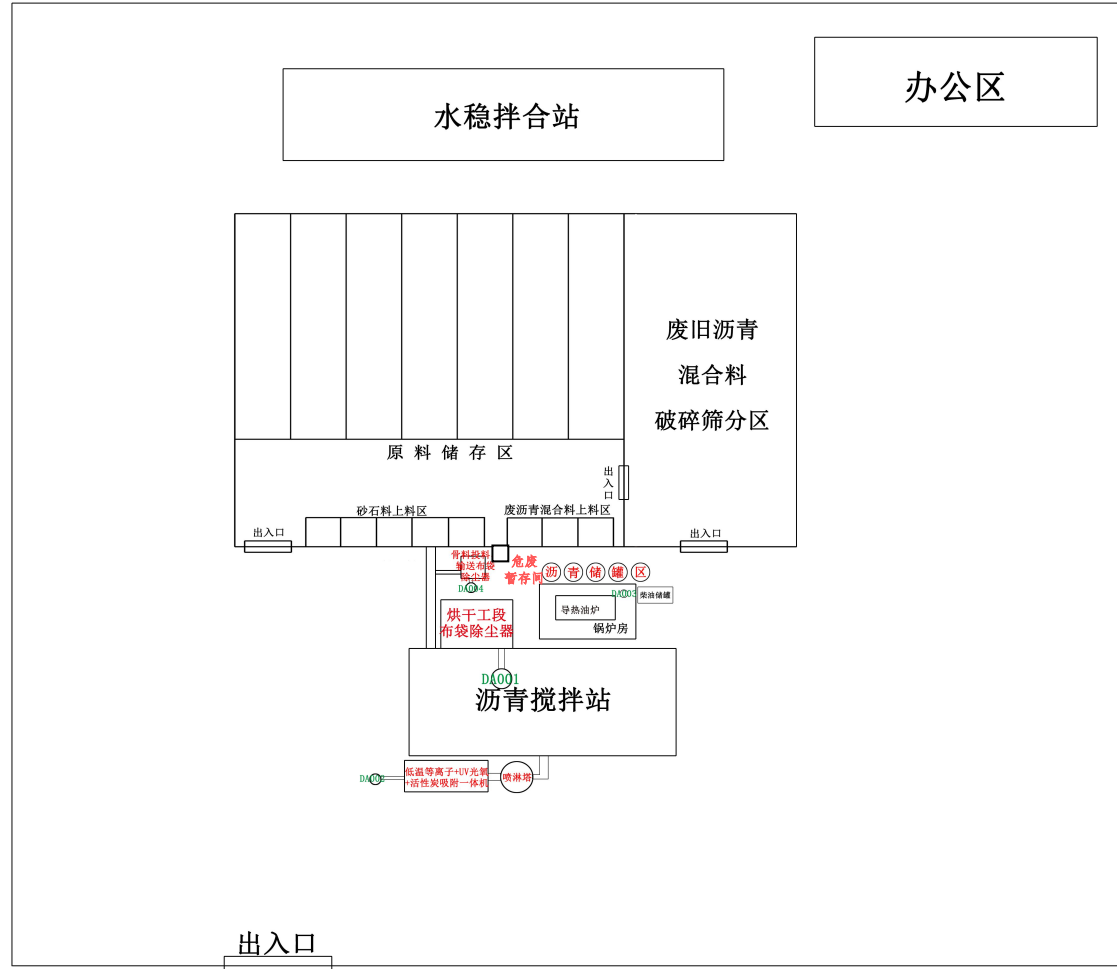 办公区
水稳拌合站
废旧沥青
混合料
破碎筛分区
原料储存区
出入口
砂石料上料区
废沥青混合料上料区
出入口
出入口
骨料投料
输送布袋
除尘器
DA004
危废
暂存间
沥青储罐区
DA003
柴油储罐
导热油炉
锅炉房
烘干工段
布袋除尘器
DA001
沥青搅拌站
DA002
低温等离子+UV光氧
+活性炭吸附一体机
喷淋塔
出入口